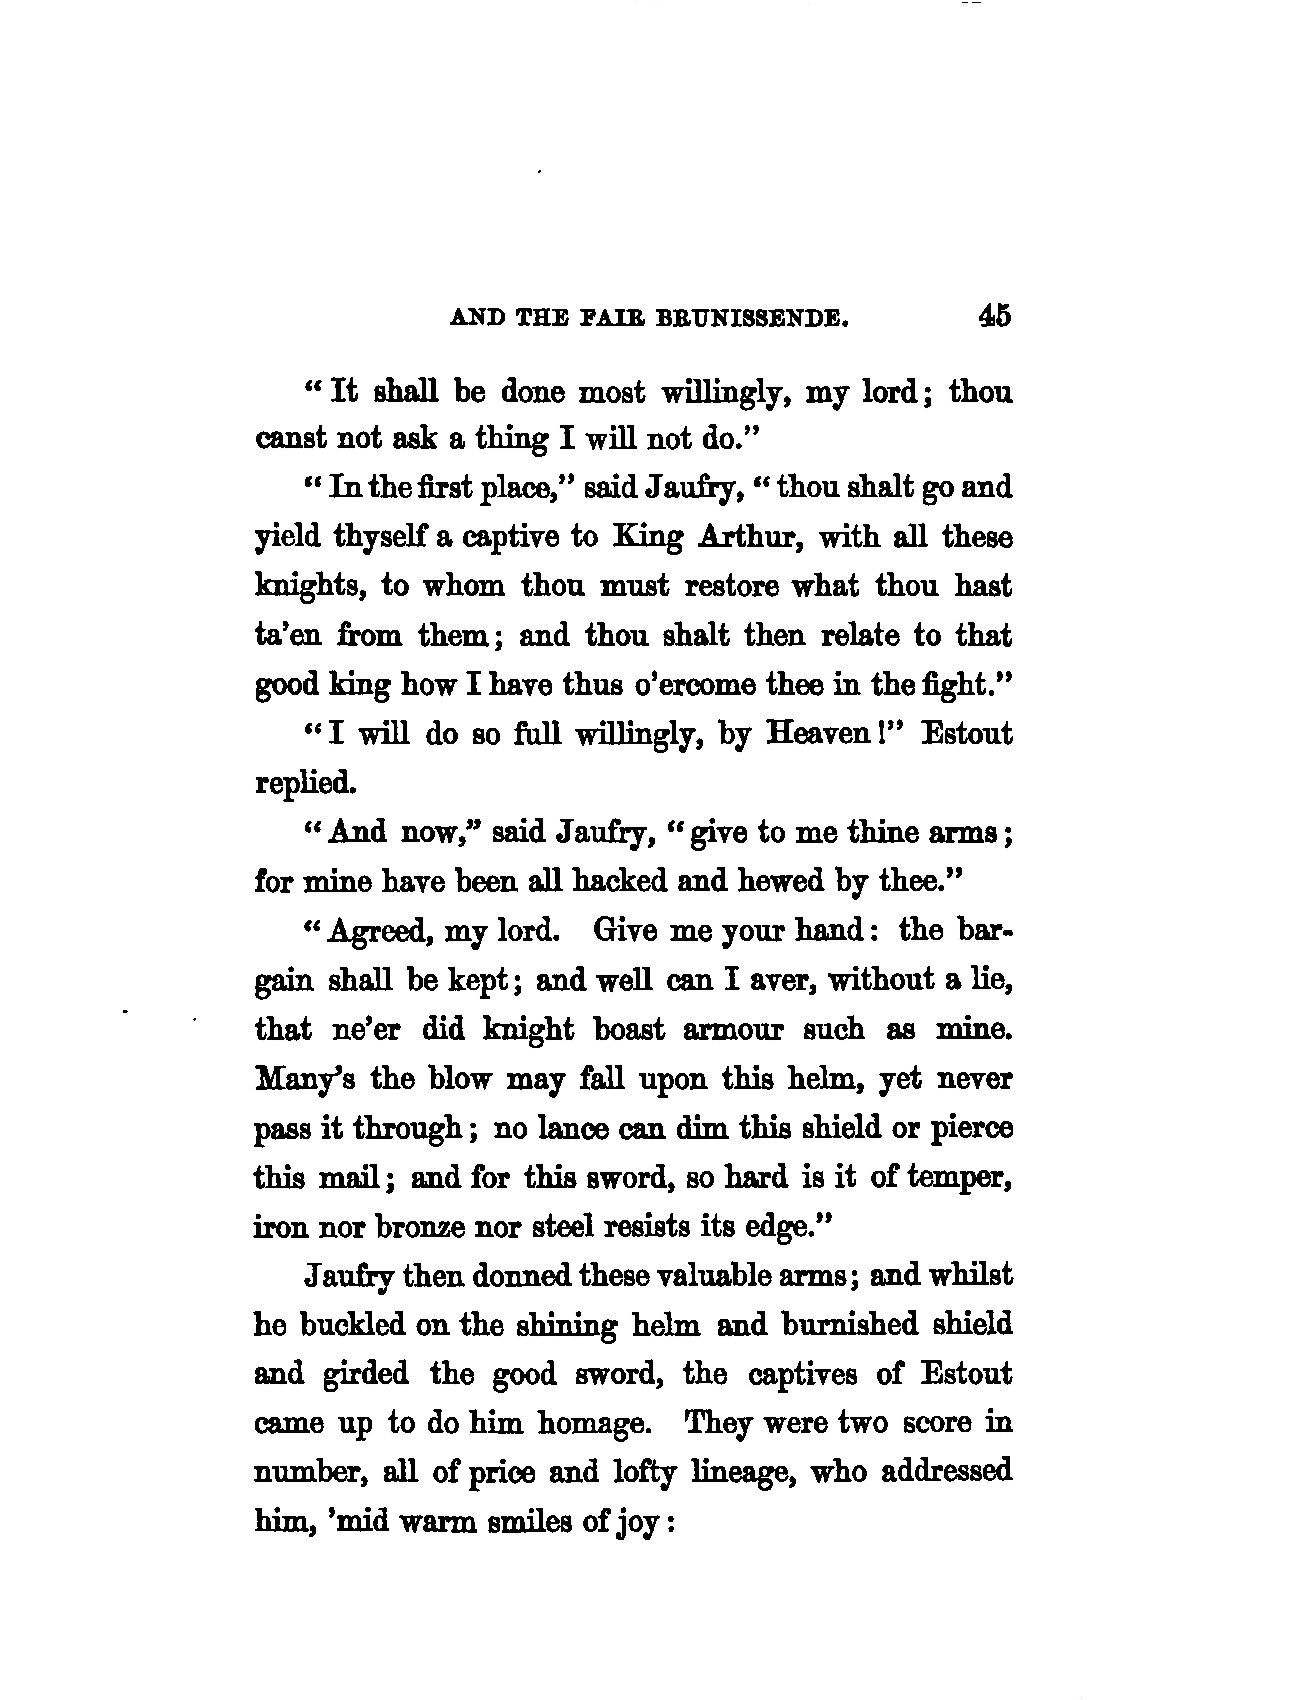 AND THE FAIR BRUNISSENDE. 45
“It shall be done most willingly, my lord; thou
canst not ask a thing I will not do.”
“In the first place,” said Jaufry, “thou shalt go and
yield thyself a captive to King Arthur, with all these
knights, to whom thou must restore what thou hast
ta’en from them; and thou shalt then relate to that
good king how I have thus o’ercome thee in the fight.”
“I will do so full willingly, by Heaven!” Estout
replied.
“And now,” said Jaufry, “give to me thine arms;
for mine have been all hacked and hewed by thee.”
“Agreed, my lord. Give me your hand: the bar-
gain shall be kept; and well can I aver, without a lie,
that ne’er did knight boast armour such as mine.
Many’s the blow may fall upon this helm, yet never
pass it through; no lance can dim this shield or pierce
this mail; and for this sword, so hard is it of temper,
iron nor bronze nor steel resists its edge.”
Jaufry then donned these valuable arms; and whilst
he buckled on the shining helm and burnished shield
and girded the good sword, the captives of Estout
came up to do him homage. They were two score in
number, all of price and lofty lineage, who addressed
him, ’mid warm smiles of joy: